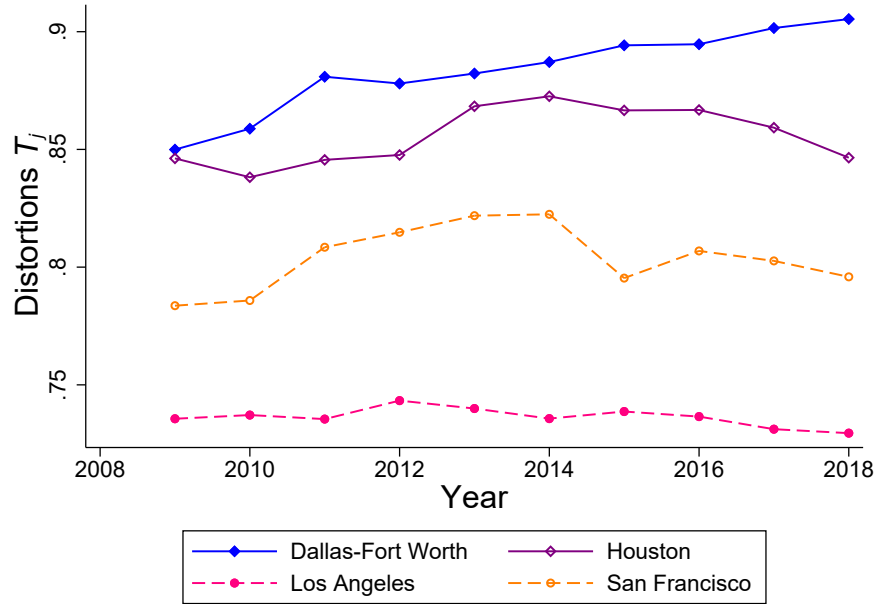 Distortions Tj
.9
.85
.8
.75
2008 2010 2012 2014 2016 2018
Year
Dallas-Fort Worth Houston
Los Angeles San Francisco